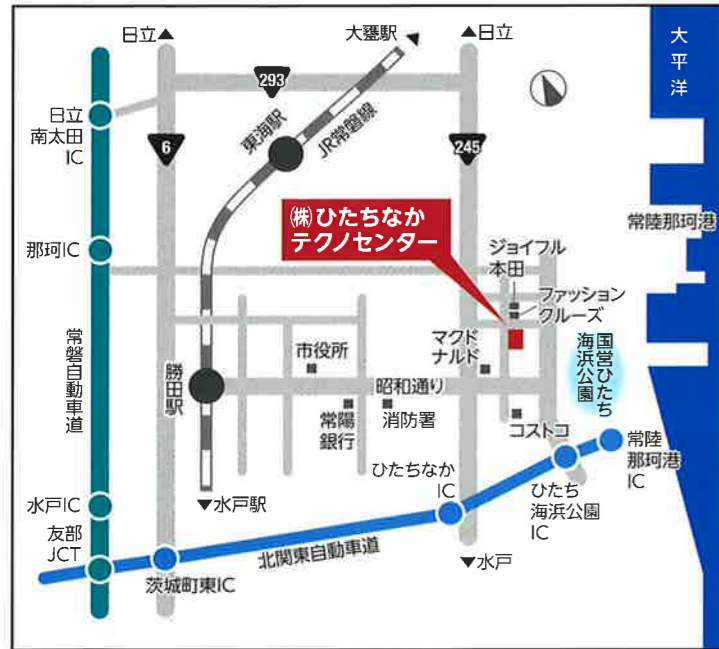 日立▲
大甕駅
▲日立
大平洋
293
日立
南太田
IC
東海駅
JR常磐線
6
245
㈱ひたちなか
テクノセンター
常陸那珂港
那珂IC
ジョイフル
本田
ファッション
クルーズ
マクド
ナルド
市役所
国営ひたち
海浜公園
常磐自動車道
勝田駅
昭和通り
常陽
銀行
消防署
コストコ
常陸
那珂港
IC
ひたちなか
IC
ひたち
海浜公園
IC
水戸IC
▼水戸駅
友部
JCT
北関東自動車道
▼水戸
茨城町東IC